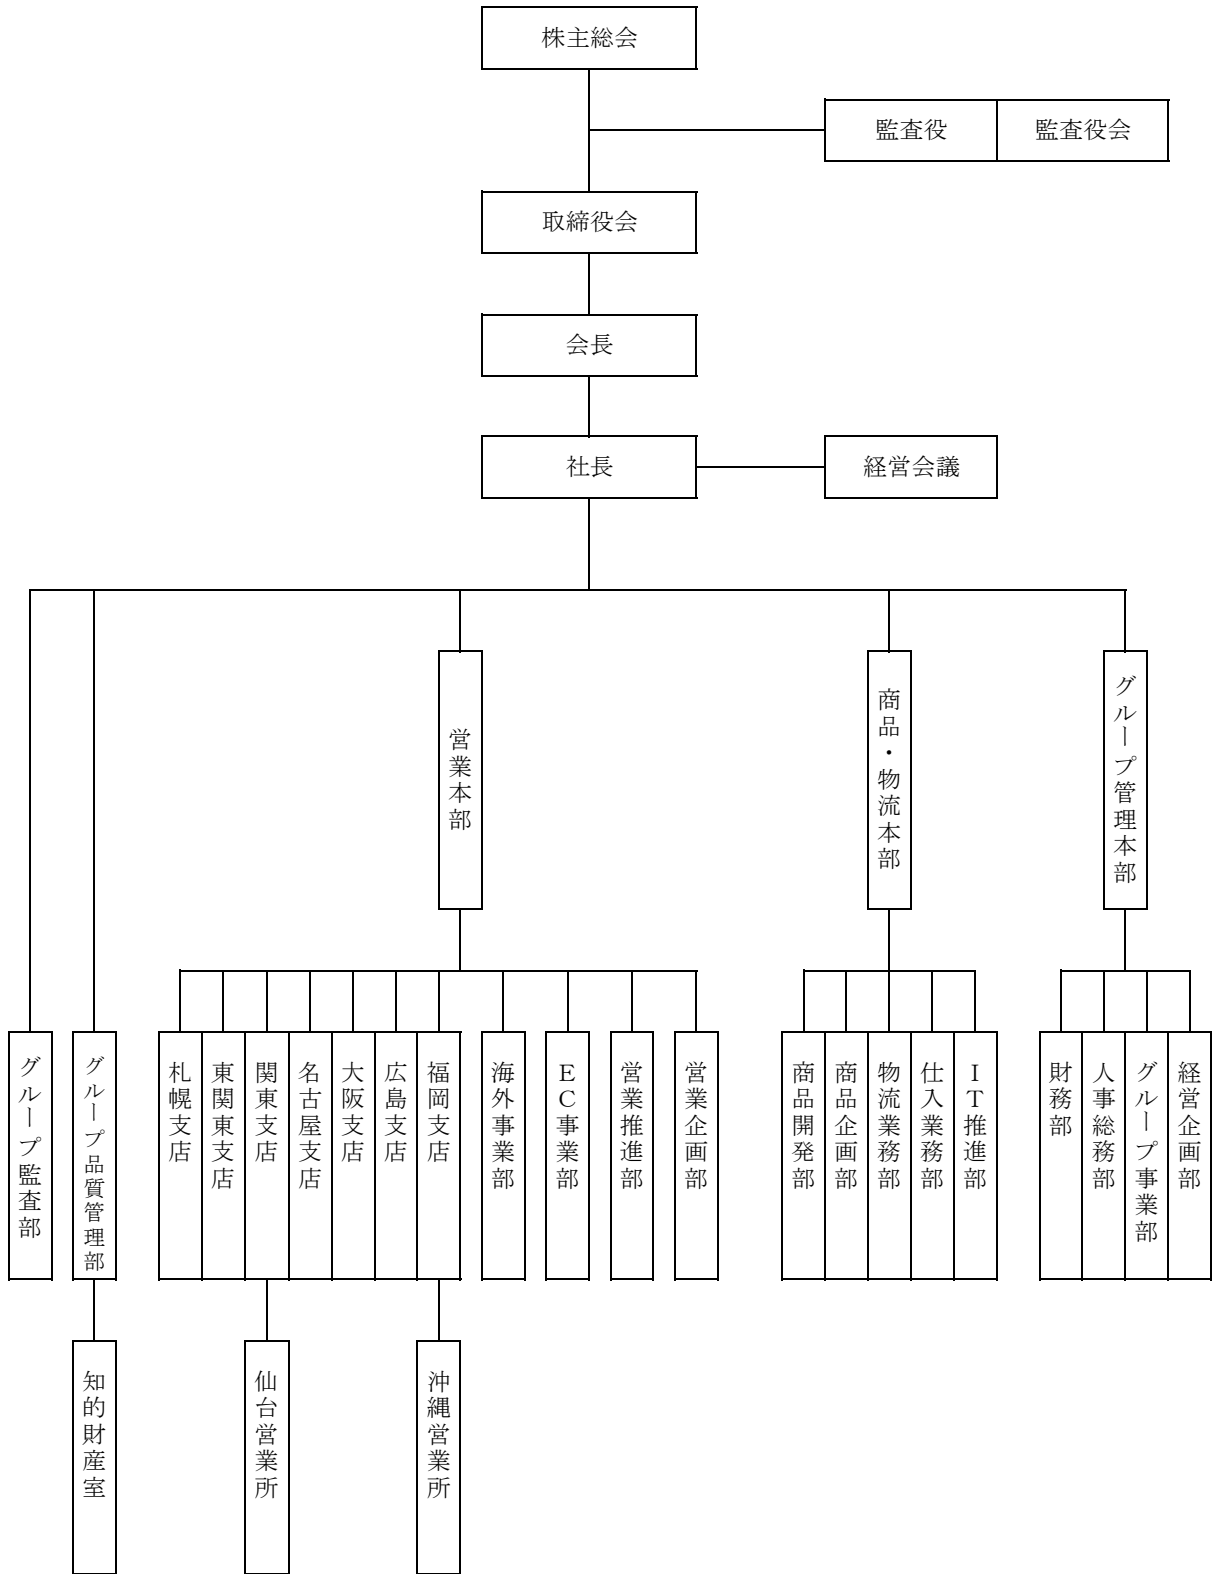 株主総会
監査役
監査役会
取締役会
会長
社長
経営会議
営業本部
商品・物流本部
グループ管理本部
グループ監査部
グループ品質管理部
札幌支店
東関東支店
関東支店
名古屋支店
大阪支店
広島支店
福岡支店
海外事業部
EC事業部
営業推進部
営業企画部
商品開発部
商品企画部
物流業務部
仕入業務部
IT推進部
財務部
人事総務部
グループ事業部
経営企画部
知的財産室
仙台営業所
沖縄営業所